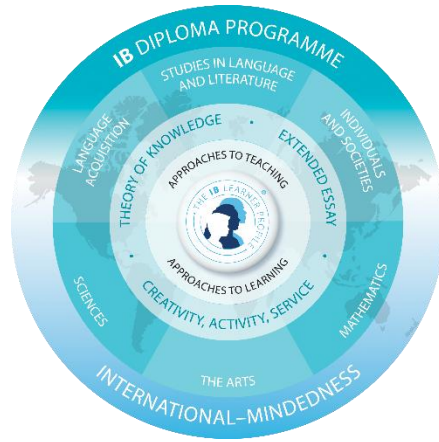 IB DIPLOMA PROGRAMME
STUDIES IN LANGUAGE
AND LITERATURE
LANGUAGE
ACQUISITION
INDIVIDUALS
AND SOCIETIES
THEORY OF KNOWLEDGE
•
EXTENDED ESSAY
APPROACHES TO TEACHING
THE IB LEARNER PROFILE
®
APPROACHES TO LEARNING
•
CREATIVITY, ACTIVITY, SERVICE
•
SCIENCES
MATHEMATICS
THE ARTS
INTERNATIONAL–MINDEDNESS